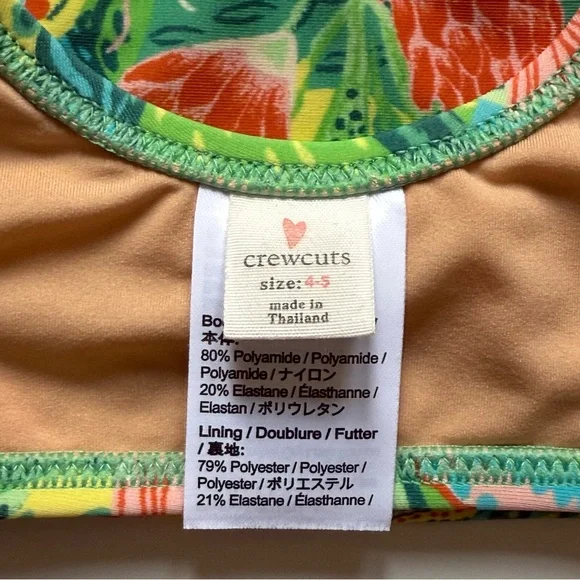 crewcuts
size: 4-5
made in
Thailand
本体:
80% Polyamide / Polyamide /
Polyamide / ナイロン
20% Elastane / Élasthanne /
Elastan / ポリウレタン
Lining / Doublure / Futter
/ 裏地:
79% Polyester / Polyester /
Polyester / ポリエステル
21% Elastane / Élasthanne /